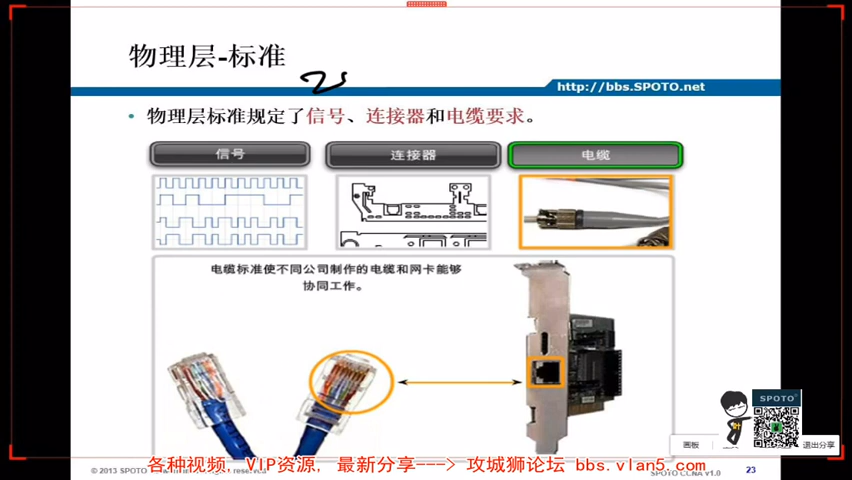 物理层-标准
http://bbs.SPOTO.net
• 物理层标准规定了信号、连接器和电缆要求。
信号
连接器
电缆
电缆标准使不同公司制作的电缆和网卡能够
协同工作。
SPOTO
画板
退出分享
各种视频，VIP资源，最新分享---> 攻城狮论坛 bbs.vlan5.com
© 2013 SPOTO
SPOTO CCNA v1.0
23